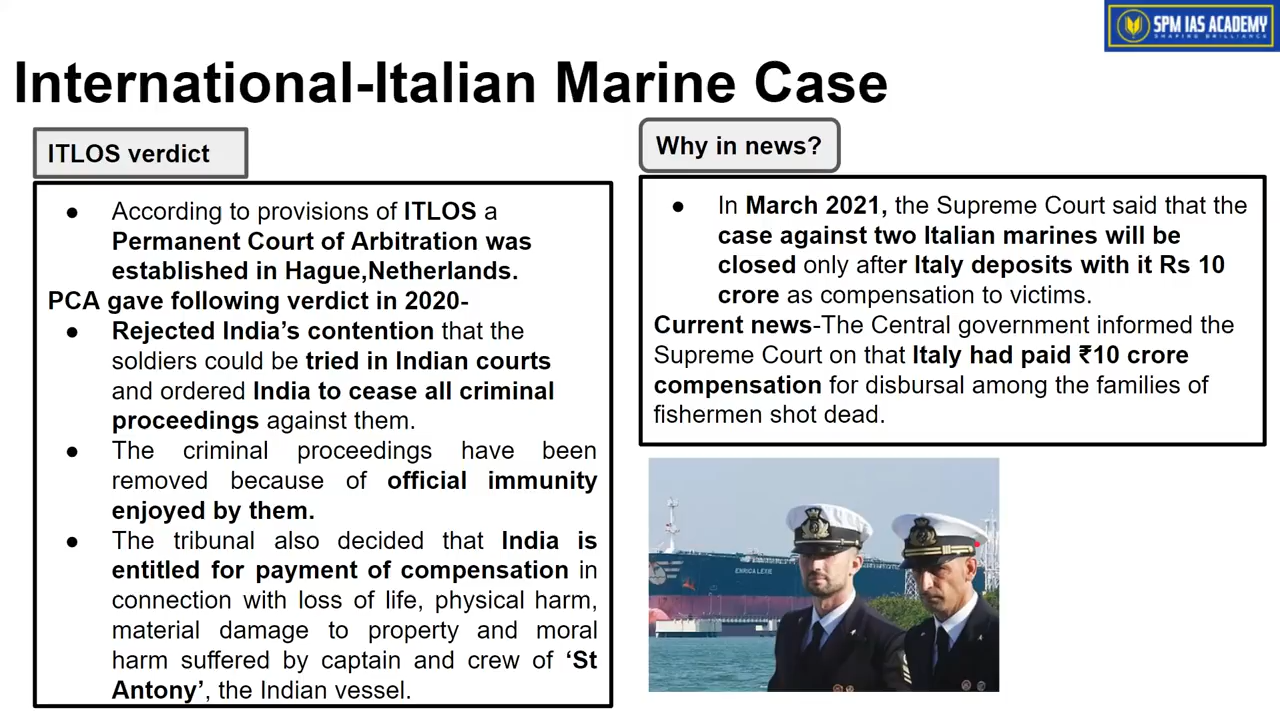 SPM IAS ACADEMY
SHAPING BRILLIANCE
International-Italian Marine Case
ITLOS verdict
● According to provisions of ITLOS a
Permanent Court of Arbitration was
established in Hague,Netherlands.
PCA gave following verdict in 2020-
● Rejected India’s contention that the
soldiers could be tried in Indian courts
and ordered India to cease all criminal
proceedings against them.
● The criminal proceedings have been
removed because of official immunity
enjoyed by them.
● The tribunal also decided that India is
entitled for payment of compensation in
connection with loss of life, physical harm,
material damage to property and moral
harm suffered by captain and crew of ‘St
Antony’, the Indian vessel.
Why in news?
● In March 2021, the Supreme Court said that the
case against two Italian marines will be
closed only after Italy deposits with it Rs 10
crore as compensation to victims.
Current news-The Central government informed the
Supreme Court on that Italy had paid ₹10 crore
compensation for disbursal among the families of
fishermen shot dead.
ENRICA LEXIE